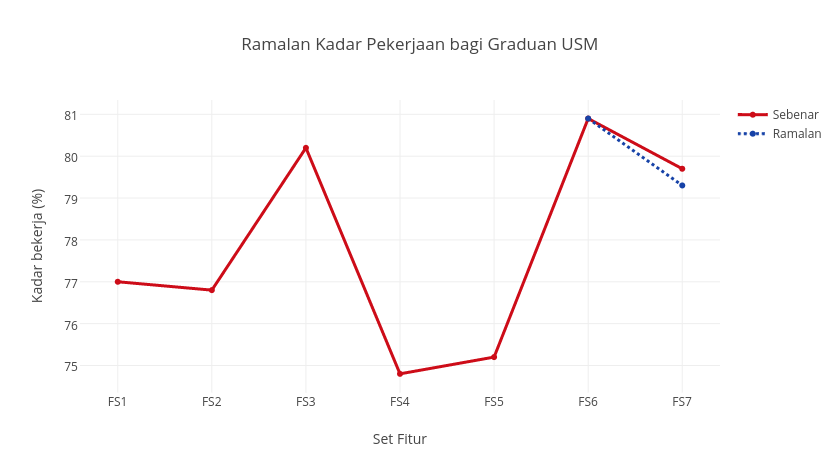 Ramalan Kadar Pekerjaan bagi Graduan USM
81
80
79
78
77
76
75
Kadar bekerja (%)
FS1
FS2
FS3
FS4
FS5
FS6
FS7
Set Fitur
Sebenar
Ramalan